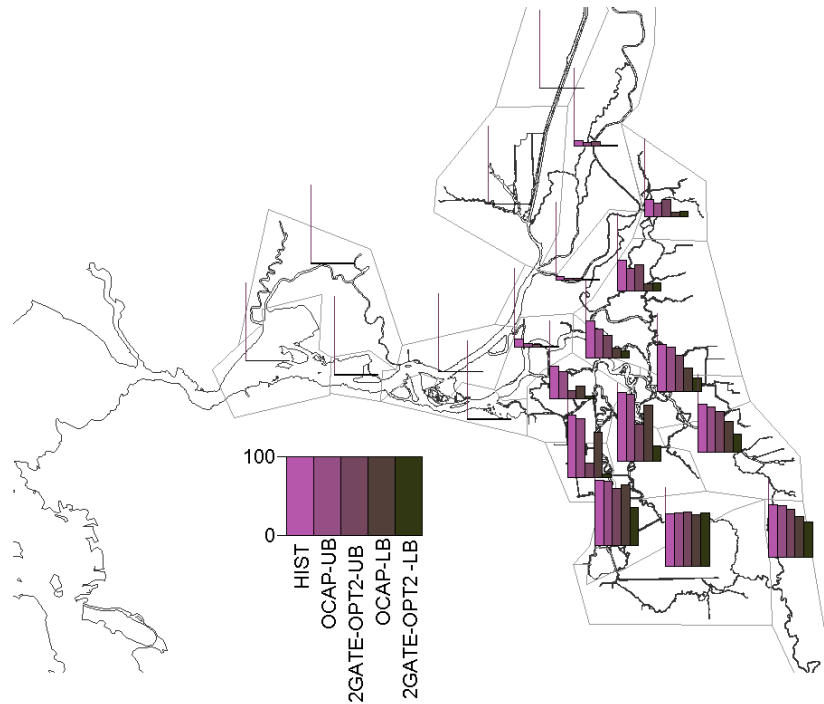 100
0
HIST
OCAP-UB
2GATE-OPT2-UB
OCAP-LB
2GATE-OPT2 -LB